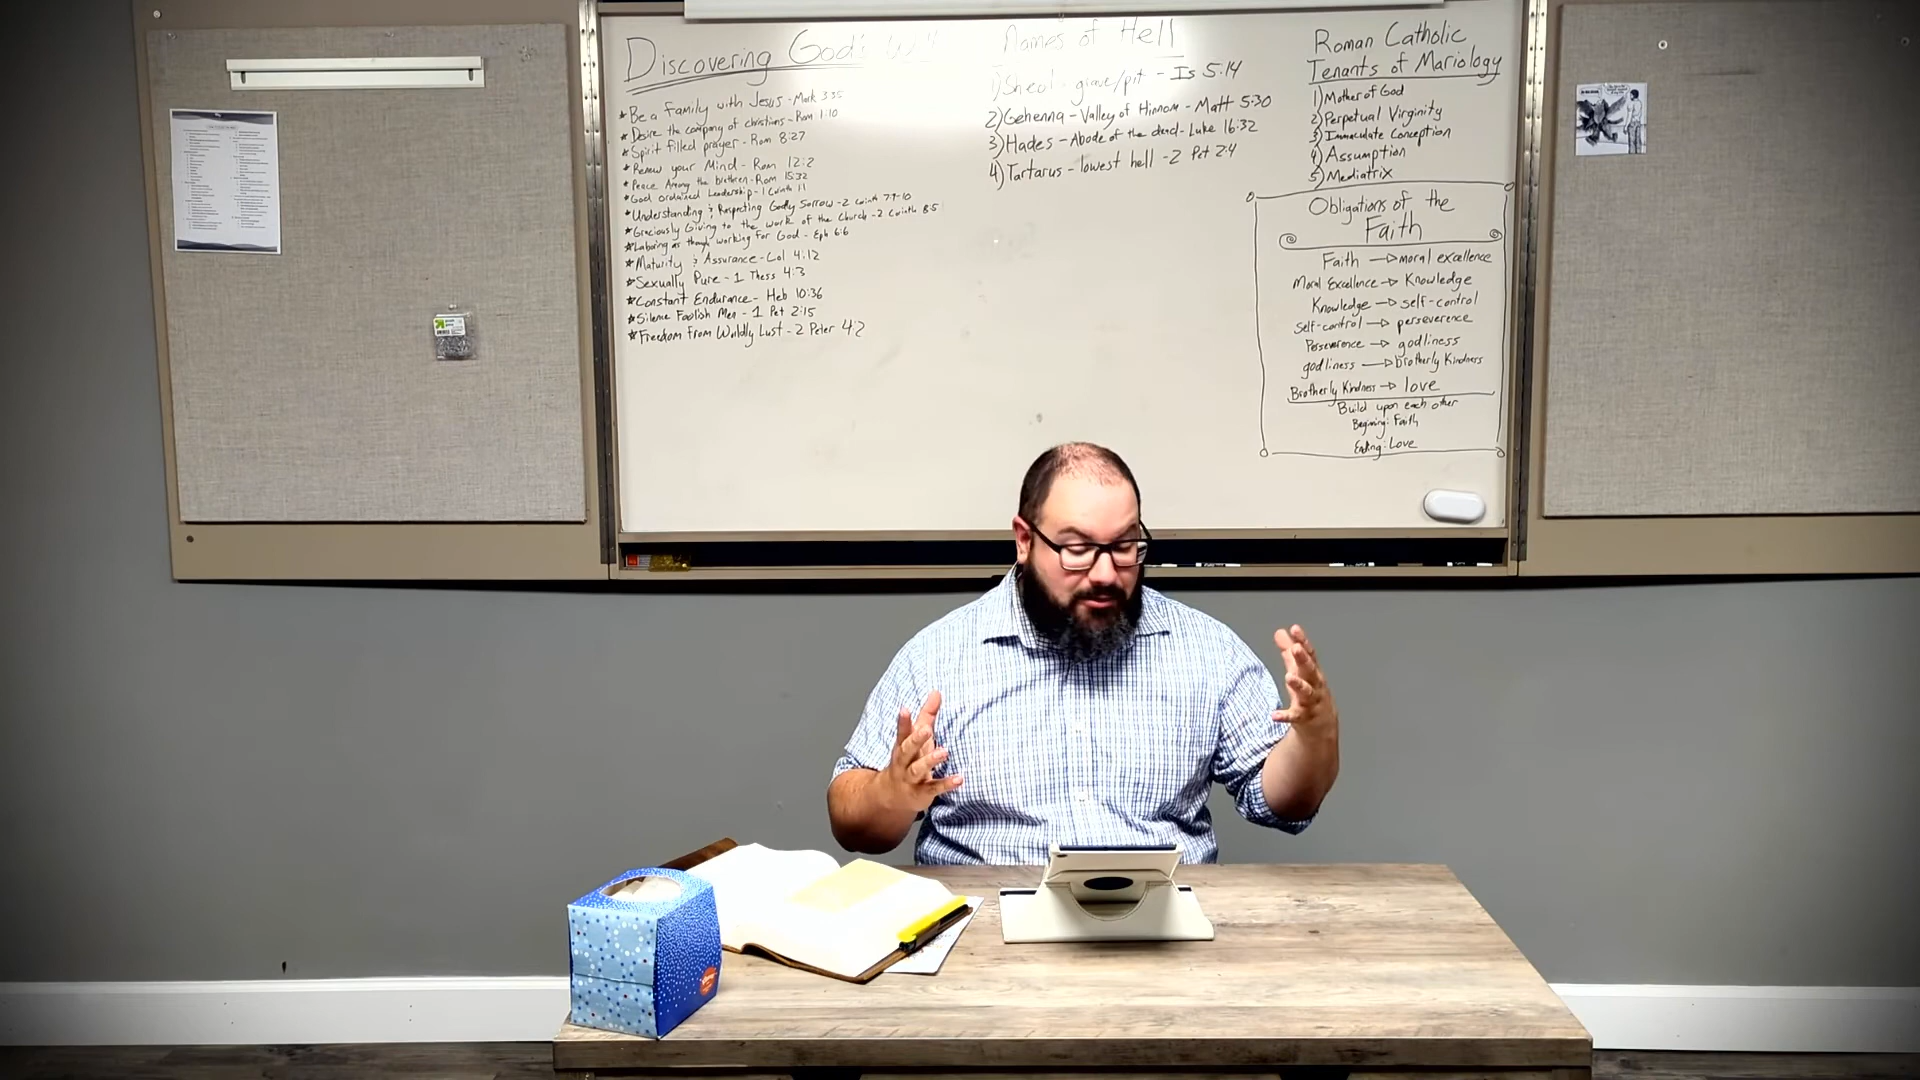 Discovering God's Will
* Be a family with Jesus - Mark 3:35
* Desire the company of christians - Rom 1:10
* Spirit filled prayer - Rom 8:27
* Renew your Mind - Rom 12:2
* Peace Among the brethren - Rom 15:32
* God ordained Leadership - 1 Corinth 1:1
* Understanding & Respecting Godly Sorrow - 2 Corinth 7:9-10
* Graciously Giving to the work of the Church - 2 Corinth 8:5
* Laboring as though working for God - Eph 6:6
* Maturity & Assurance - Col 4:12
* Sexually Pure - 1 Thess 4:3
* Constant Endurance - Heb 10:36
* Silence Foolish Men - 1 Pet 2:15
* Freedom from Worldly Lust - 2 Peter 4:2
Names of Hell
1) Sheol - grave/pit - Is 5:14
2) Gehenna - Valley of Hinnom - Matt 5:30
3) Hades - Abode of the dead - Luke 16:32
4) Tartarus - lowest hell - 2 Pet 2:4
Roman Catholic
Tenants of Mariology
1) Mother of God
2) Perpetual Virginity
3) Immaculate Conception
4) Assumption
5) Mediatrix
Obligations of the
Faith
Faith → moral excellence
Moral Excellence → Knowledge
Knowledge → self-control
Self-control → perseverence
Perseverence → godliness
godliness → Brotherly Kindness
Brotherly Kindness → love
Build upon each other
Beginning: Faith
Ending: Love